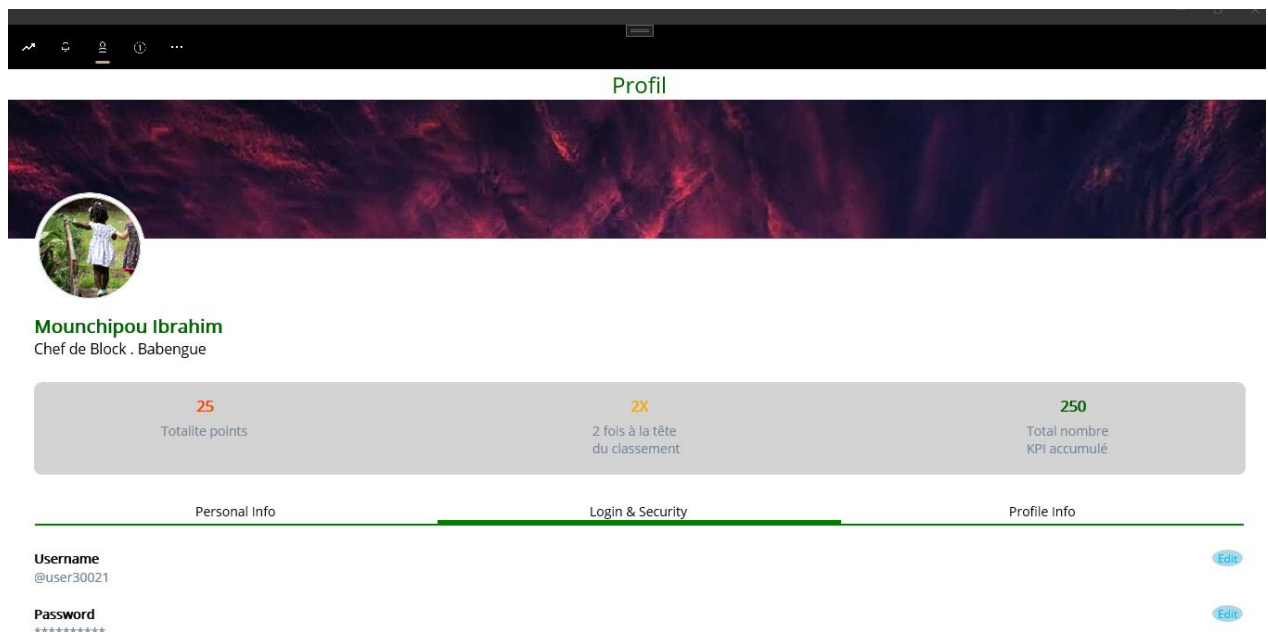 Profil
Mounchipou Ibrahim
Chef de Block . Babengue
25
Totalite points
2X
2 fois à la tête
du classement
250
Total nombre
KPI accumulé
Personal Info
Login & Security
Profile Info
Username
Edit
@user30021
Password
Edit
**********